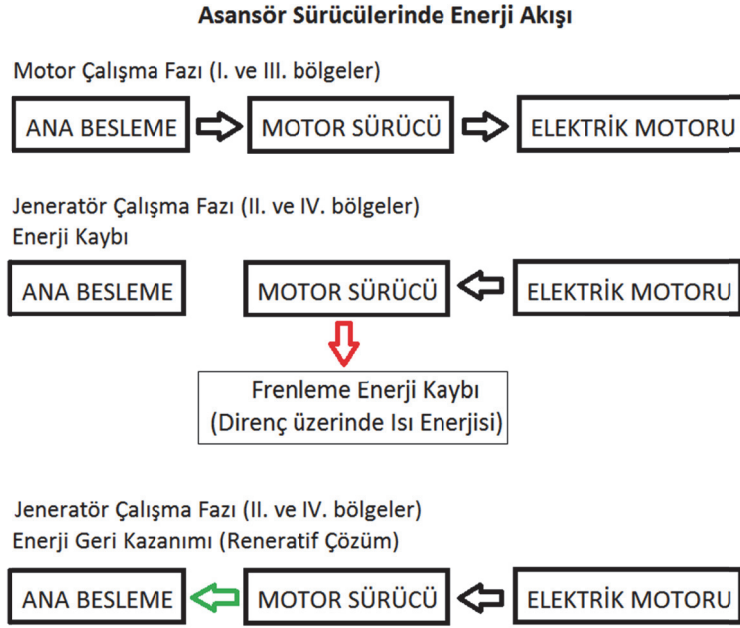 Asansör Sürücülerinde Enerji Akışı
Motor Çalışma Fazı (I. ve III. bölgeler)
ANA BESLEME MOTOR SÜRÜCÜ ELEKTRİK MOTORU
Jeneratör Çalışma Fazı (II. ve IV. bölgeler)
Enerji Kaybı
ANA BESLEME MOTOR SÜRÜCÜ ELEKTRİK MOTORU
Frenleme Enerji Kaybı
(Direnç üzerinde Isı Enerjisi)
Jeneratör Çalışma Fazı (II. ve IV. bölgeler)
Enerji Geri Kazanımı (Reneratif Çözüm)
ANA BESLEME MOTOR SÜRÜCÜ ELEKTRİK MOTORU